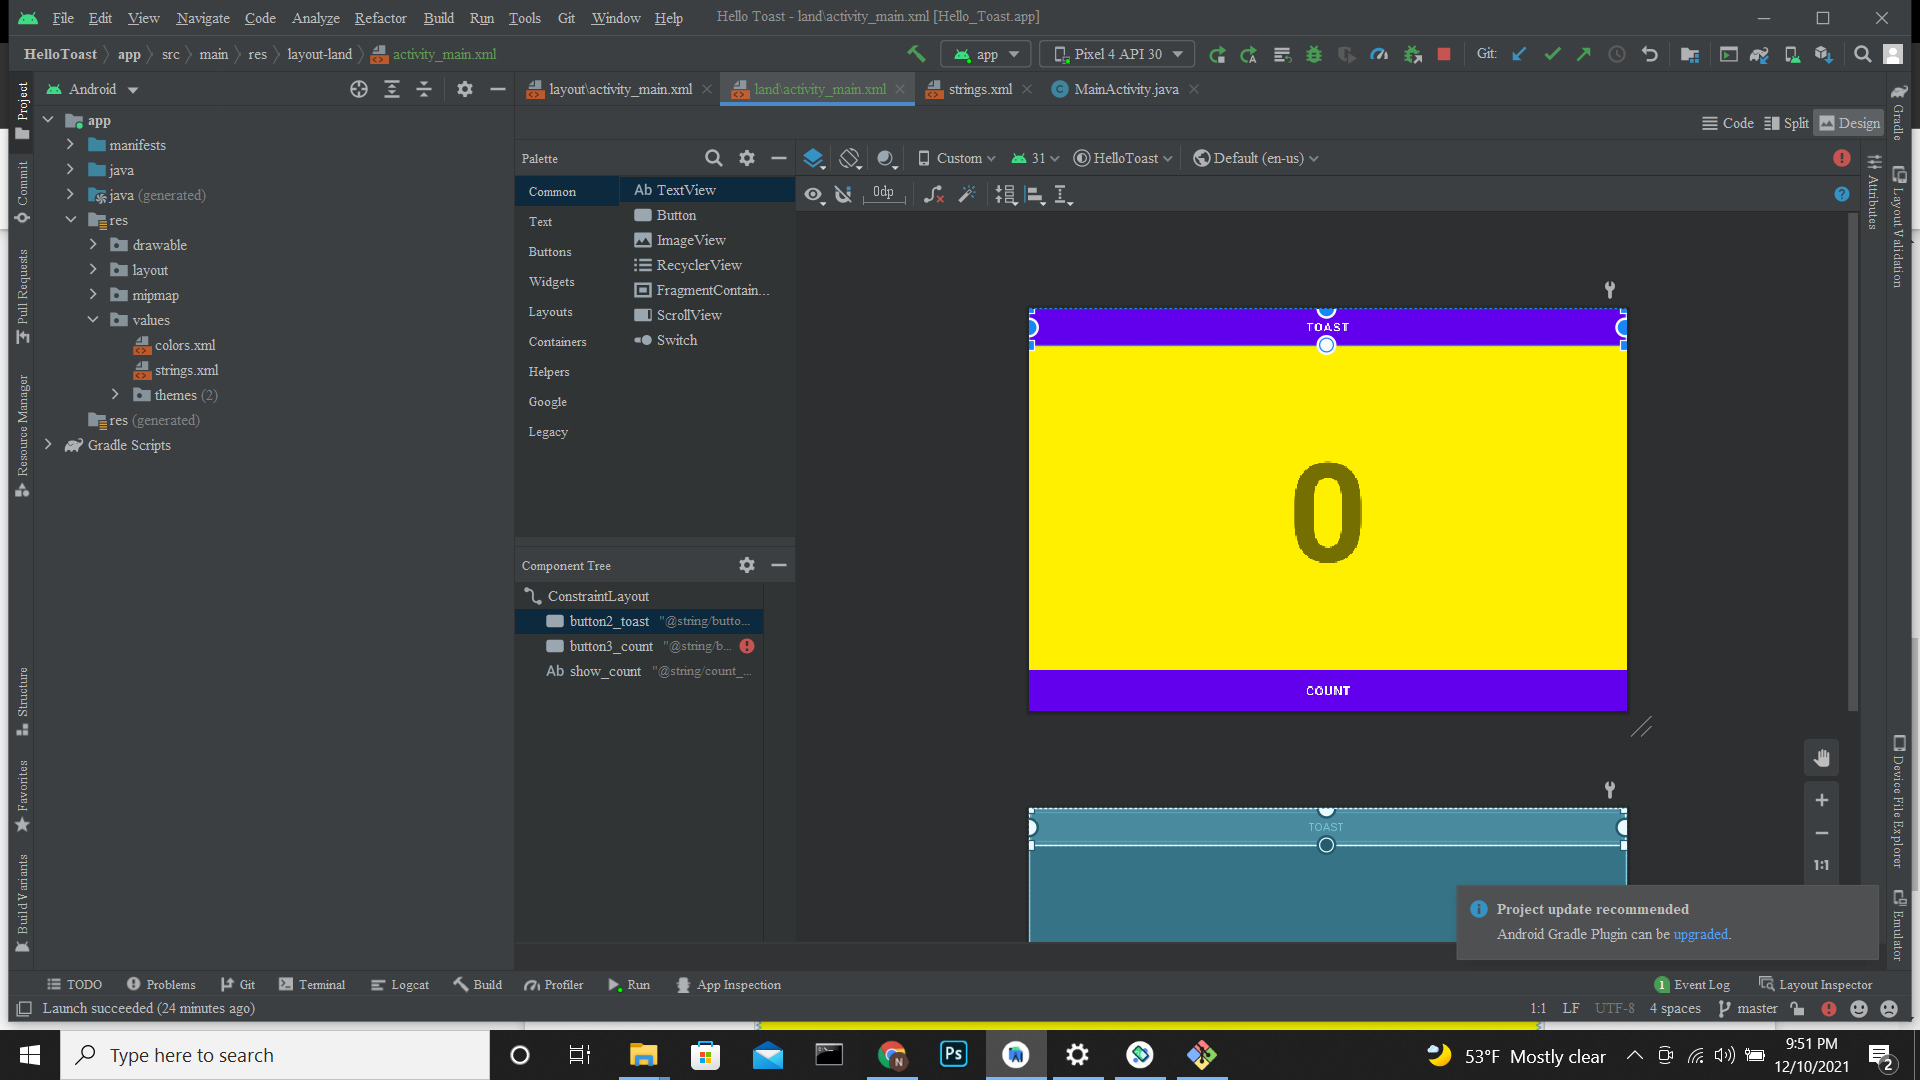 File Edit View Navigate Code Analyze Refactor Build Run Tools Git Window Help Hello Toast - land\activity_main.xml [Hello_Toast.app]
HelloToast app src main res layout-land activity_main.xml app Pixel 4 API 30 Git:
Android layout\activity_main.xml land\activity_main.xml strings.xml MainActivity.java
Code Split Design
Palette Custom 31 HelloToast Default (en-us)
0dp
Common
Text
Buttons
Widgets
Layouts
Containers
Helpers
Google
Legacy
Ab TextView
Button
ImageView
RecyclerView
FragmentContain...
ScrollView
Switch
app
manifests
java
java (generated)
res
drawable
layout
mipmap
values
colors.xml
strings.xml
themes (2)
res (generated)
Gradle Scripts
Component Tree
ConstraintLayout
button2_toast "@string/butto...
button3_count "@string/b...
Ab show_count "@string/count_...
TOAST
0
COUNT
TOAST
1:1
Project update recommended
Android Gradle Plugin can be upgraded.
Project
Commit
Pull Requests
Resource Manager
Structure
Favorites
Build Variants
Gradle
Attributes
Layout Validation
Device File Explorer
Emulator
TODO Problems Git Terminal Logcat Build Profiler Run App Inspection 1 Event Log Layout Inspector
Launch succeeded (24 minutes ago) 1:1 LF UTF-8 4 spaces master
Type here to search
N
Ps
53°F Mostly clear
9:51 PM
12/10/2021
2